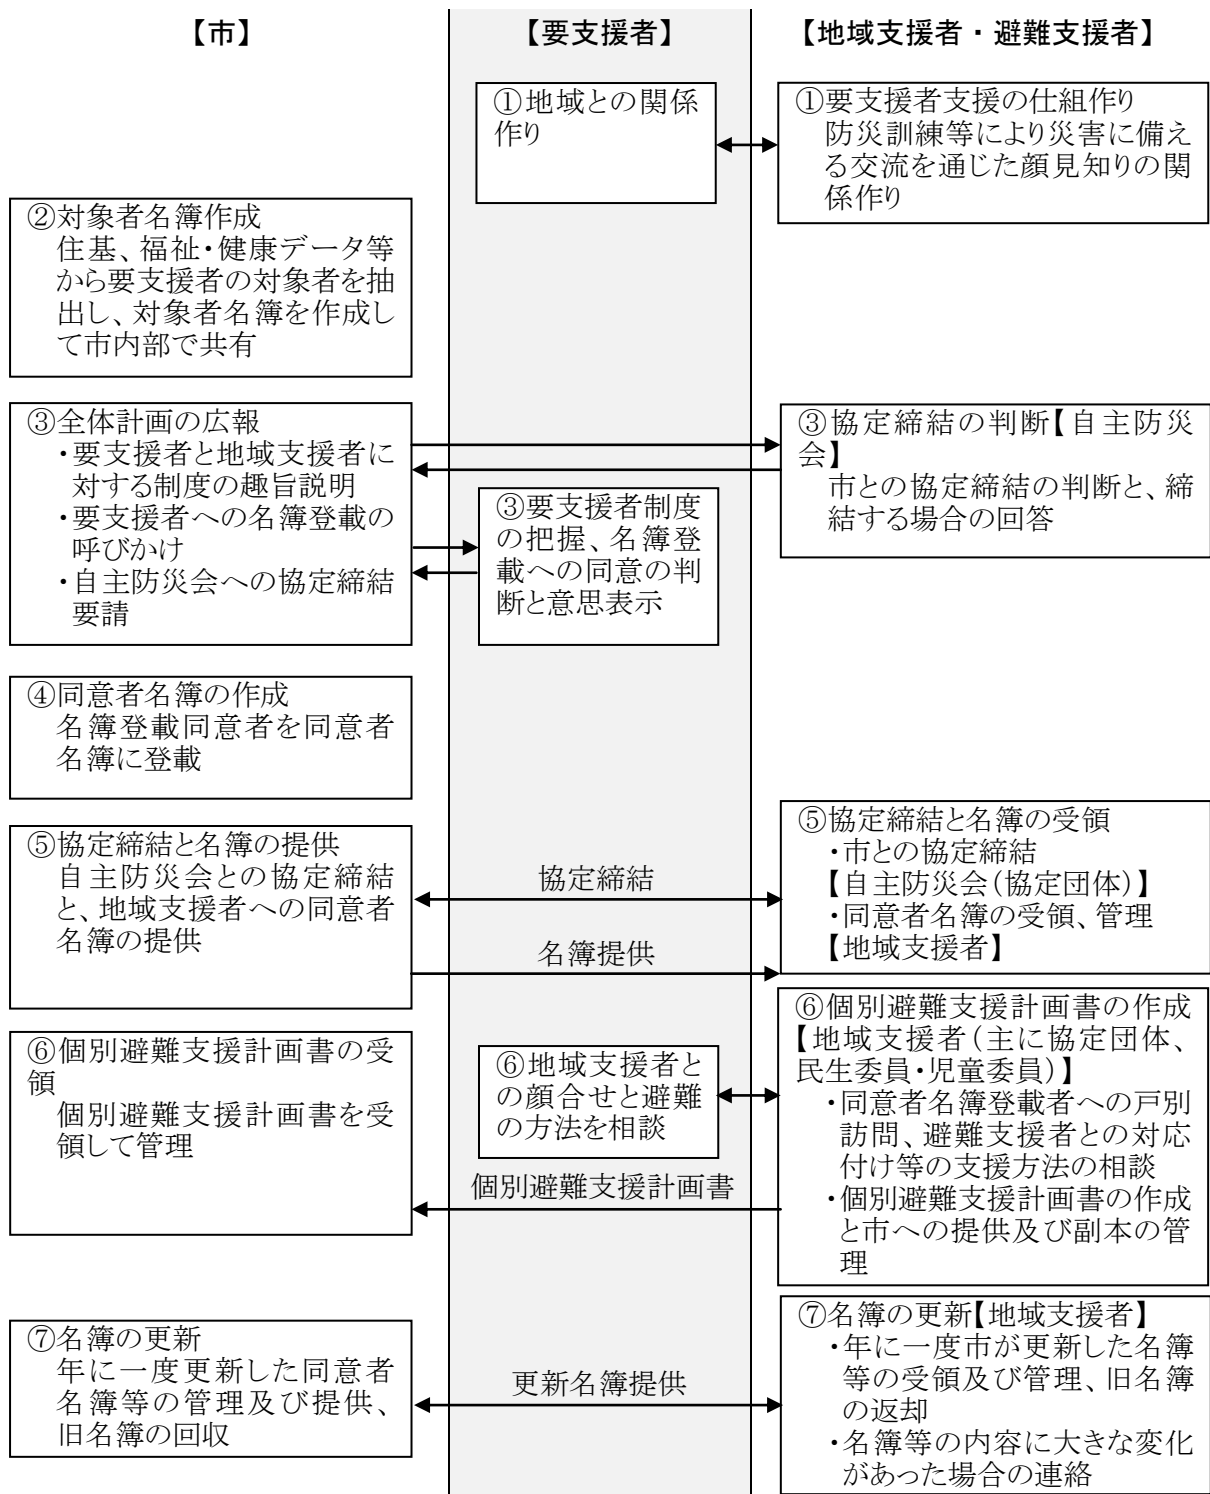 【市】
【要支援者】
【地域支援者・避難支援者】
①地域との関係
作り
①要支援者支援の仕組作り
防災訓練等により災害に備え
る交流を通じた顔見知りの関
係作り
②対象者名簿作成
住基、福祉・健康データ等
から要支援者の対象者を抽
出し、対象者名簿を作成し
て市内部で共有
③全体計画の広報
・要支援者と地域支援者に
対する制度の趣旨説明
・要支援者への名簿登載の
呼びかけ
・自主防災会への協定締結
要請
③要支援者制度
の把握、名簿登
載への同意の判
断と意思表示
③協定締結の判断【自主防災
会】
市との協定締結の判断と、締
結する場合の回答
④同意者名簿の作成
名簿登載同意者を同意者
名簿に登載
⑤協定締結と名簿の提供
自主防災会との協定締結
と、地域支援者への同意者
名簿の提供
協定締結
名簿提供
⑤協定締結と名簿の受領
・市との協定締結
【自主防災会(協定団体)】
・同意者名簿の受領、管理
【地域支援者】
⑥個別避難支援計画書の受
領
個別避難支援計画書を受
領して管理
⑥地域支援者と
の顔合せと避難
の方法を相談
個別避難支援計画書
⑥個別避難支援計画書の作成
【地域支援者(主に協定団体、
民生委員・児童委員)】
・同意者名簿登載者への戸別
訪問、避難支援者との対応
付け等の支援方法の相談
・個別避難支援計画書の作成
と市への提供及び副本の管
理
⑦名簿の更新
年に一度更新した同意者
名簿等の管理及び提供、
旧名簿の回収
更新名簿提供
⑦名簿の更新【地域支援者】
・年に一度市が更新した名簿
等の受領及び管理、旧名簿
の返却
・名簿等の内容に大きな変化
があった場合の連絡